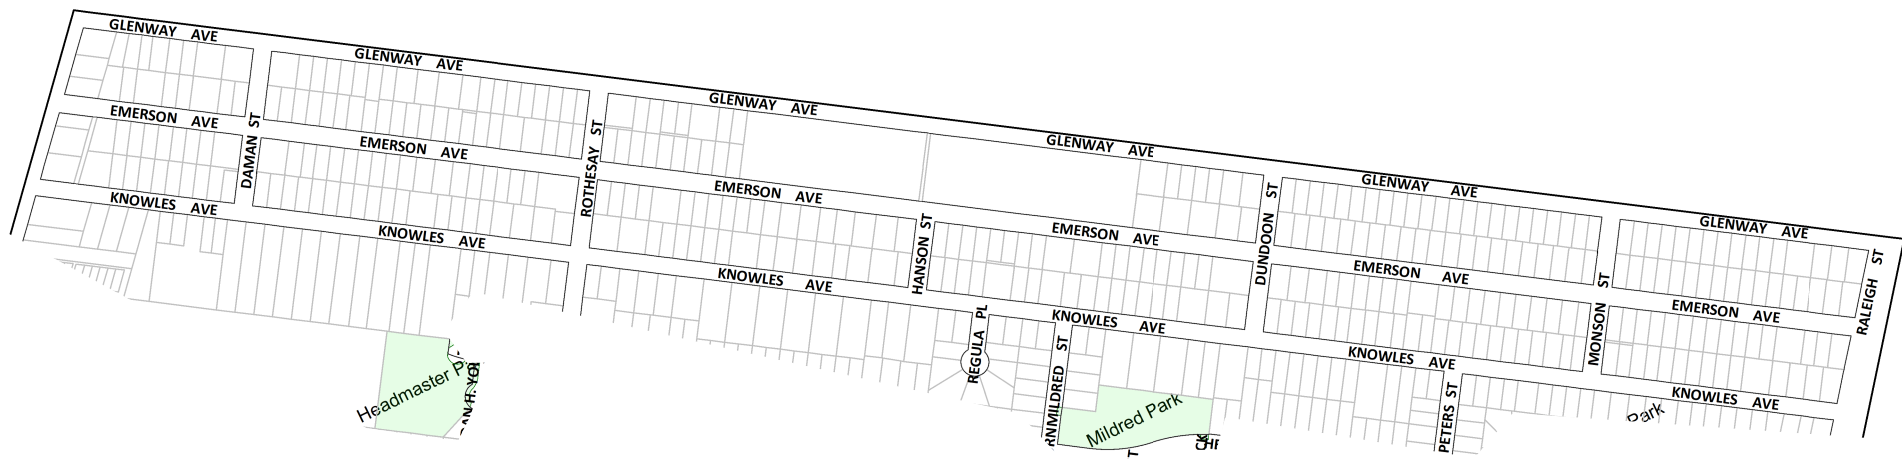 GLENWAY AVE
GLENWAY AVE
GLENWAY AVE
GLENWAY AVE
GLENWAY AVE
GLENWAY AVE
EMERSON AVE
EMERSON AVE
EMERSON AVE
EMERSON AVE
EMERSON AVE
EMERSON AVE
KNOWLES AVE
KNOWLES AVE
KNOWLES AVE
KNOWLES AVE
KNOWLES AVE
KNOWLES AVE
DAMAN ST
ROTHESAY ST
HANSON ST
DUNDOON ST
MONSON ST
RALEIGH ST
REGULA PL
RNMILDRED ST
PETERS ST
Headmaster P
Mildred Park
Park